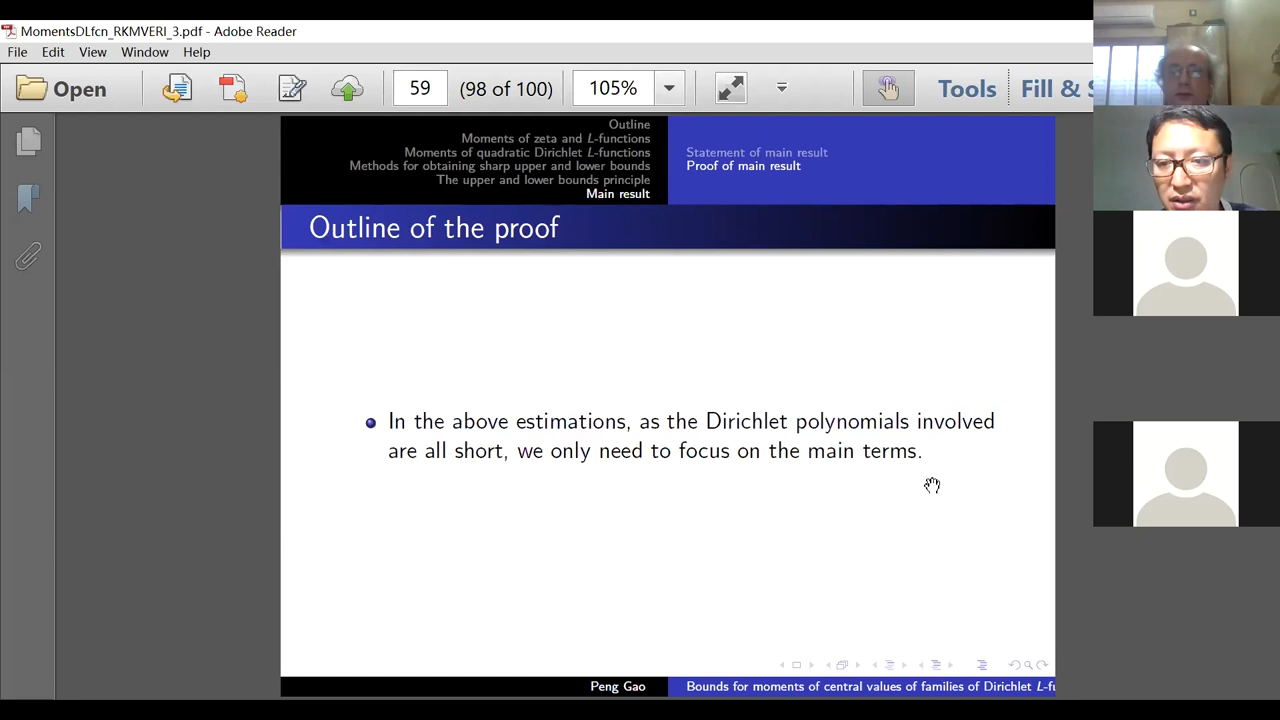 MomentsDLfcn_RKMVERI_3.pdf - Adobe Reader
File Edit View Window Help
Open 59 (98 of 100) 105% Tools Fill & S
Outline
Moments of zeta and L-functions
Moments of quadratic Dirichlet L-functions
Methods for obtaining sharp upper and lower bounds
The upper and lower bounds principle
Main result
Statement of main result
Proof of main result
Outline of the proof
In the above estimations, as the Dirichlet polynomials involved
are all short, we only need to focus on the main terms.
Peng Gao
Bounds for moments of central values of families of Dirichlet L-fu